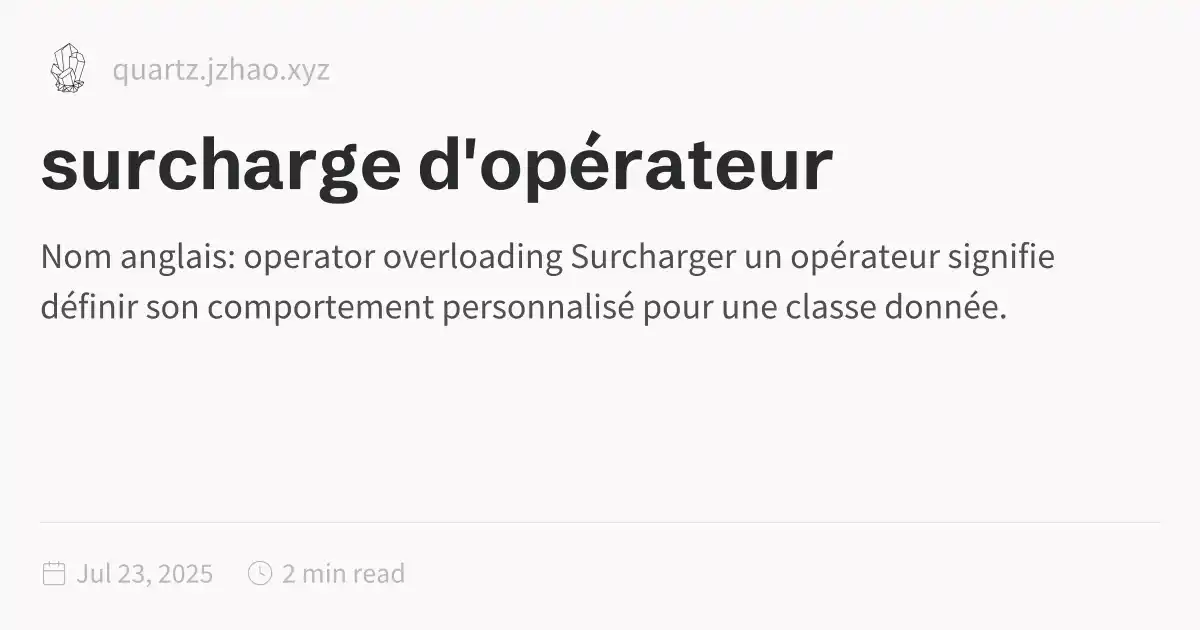 quartz.jzhao.xyz
surcharge d'opérateur
Nom anglais: operator overloading Surcharger un opérateur signifie
définir son comportement personnalisé pour une classe donnée.
Jul 23, 2025
2 min read